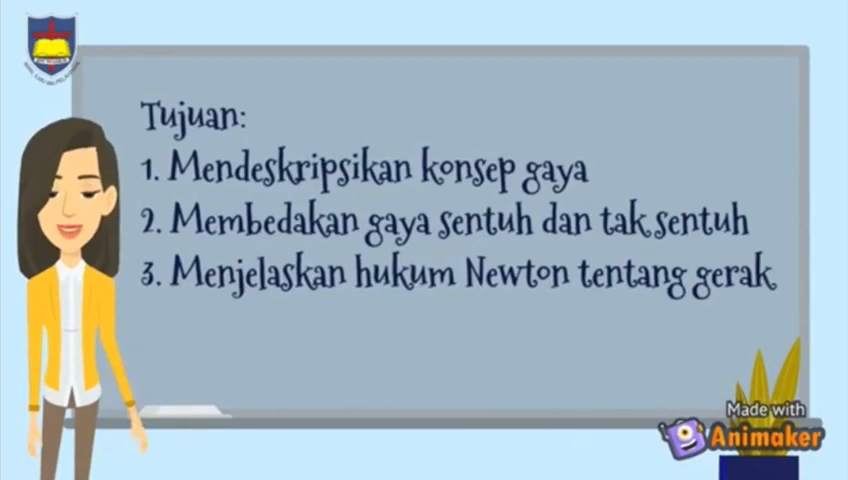 Tujuan:
1. Mendeskripsikan konsep gaya
2. Membedakan gaya sentuh dan tak sentuh
3. Menjelaskan hukum Newton tentang gerak
Made with
Animaker